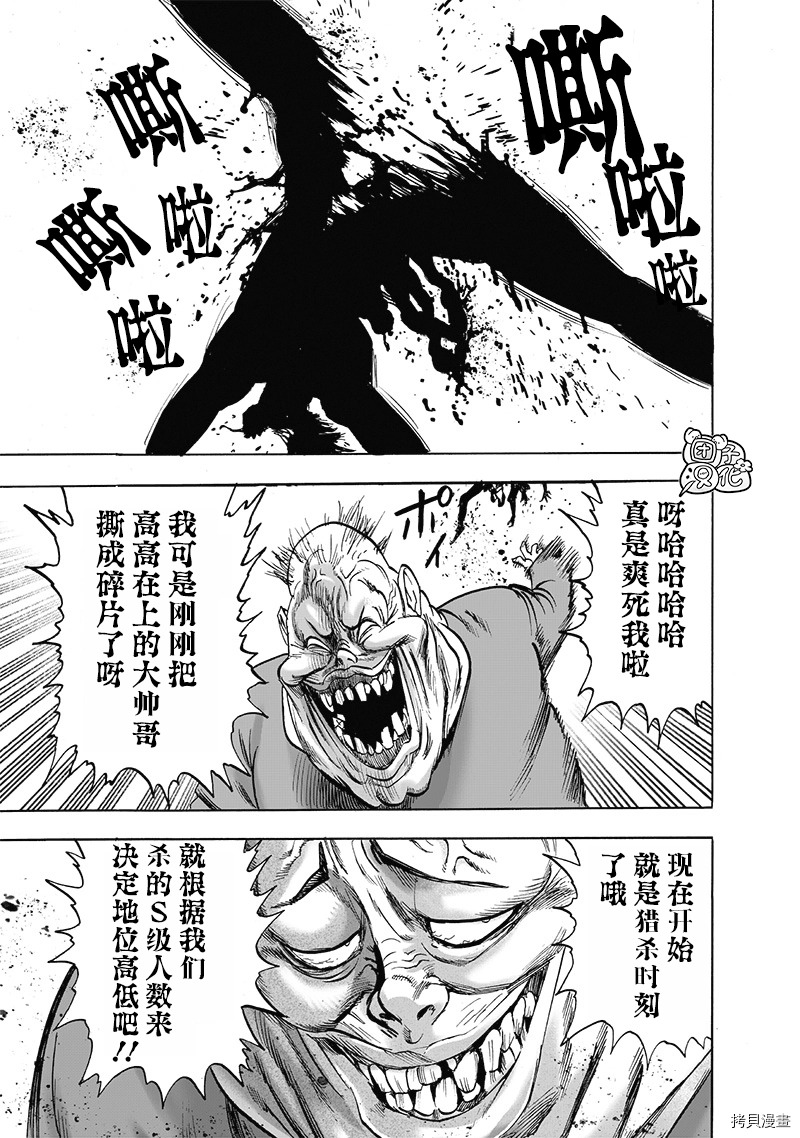 嘶
啦
啦
嘶
啦
嘶
啦
团子
汉化
呀哈哈哈哈
真是爽死我啦
ポイ
我可是刚刚把
高高在上的大帅哥
撕成碎片了呀
现在开始
就是猎杀时刻
了哦
就根据我们
杀的S级人数来
决定地位高低吧!!
拷貝漫畫